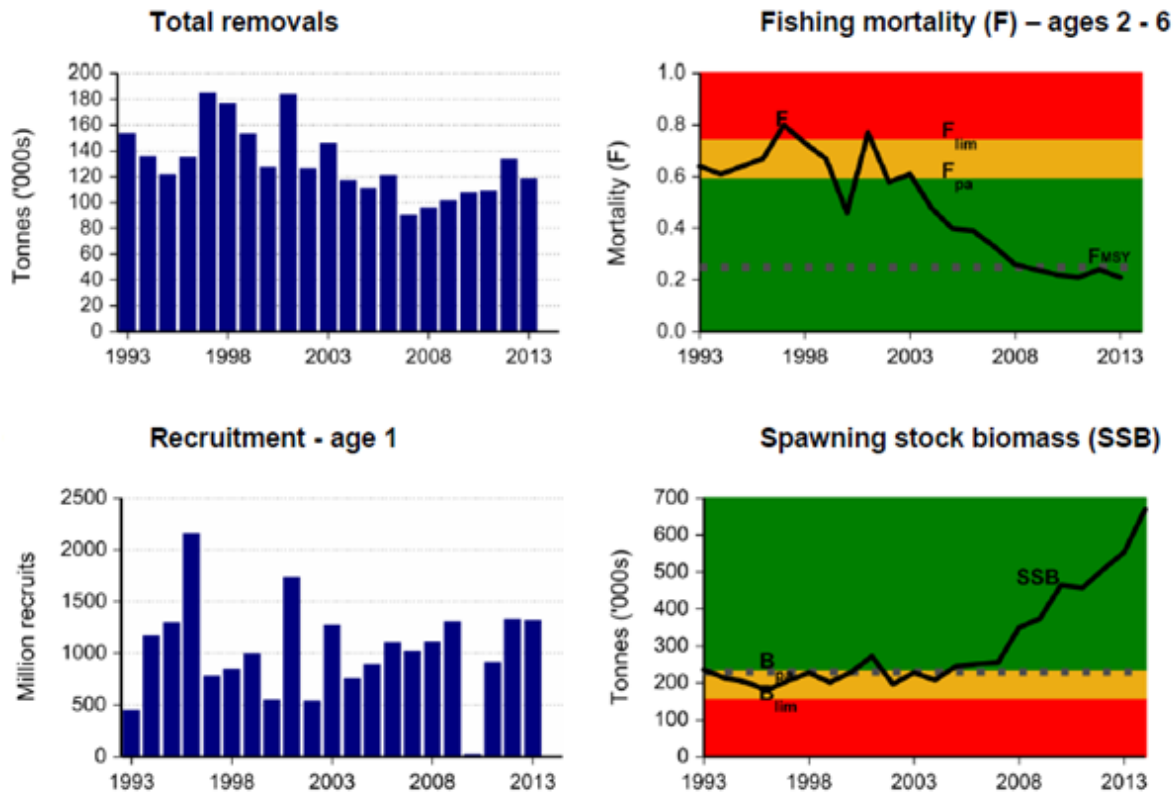 Total removals
Tonnes ('000s)
200
180
160
140
120
100
80
60
40
20
0
1993 1998 2003 2008 2013
Fishing mortality (F) – ages 2 - 6
Mortality (F)
1.0
0.8
0.6
0.4
0.2
0.0
F
Flim
Fpa
FMSY
1993 1998 2003 2008 2013
Recruitment - age 1
Million recruits
2500
2000
1500
1000
500
0
1993 1998 2003 2008 2013
Spawning stock biomass (SSB)
Tonnes ('000s)
700
600
500
400
300
200
100
0
SSB
Bpa
Blim
1993 1998 2003 2008 2013